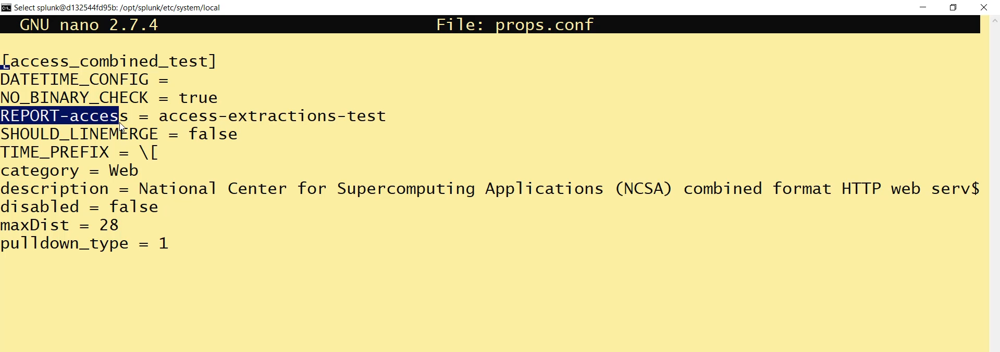 Select splunk@d132544fd95b: /opt/splunk/etc/system/local
GNU nano 2.7.4 File: props.conf
[access_combined_test]
DATETIME_CONFIG =
NO_BINARY_CHECK = true
REPORT-access = access-extractions-test
SHOULD_LINEMERGE = false
TIME_PREFIX = \[
category = Web
description = National Center for Supercomputing Applications (NCSA) combined format HTTP web serv$
disabled = false
maxDist = 28
pulldown_type = 1